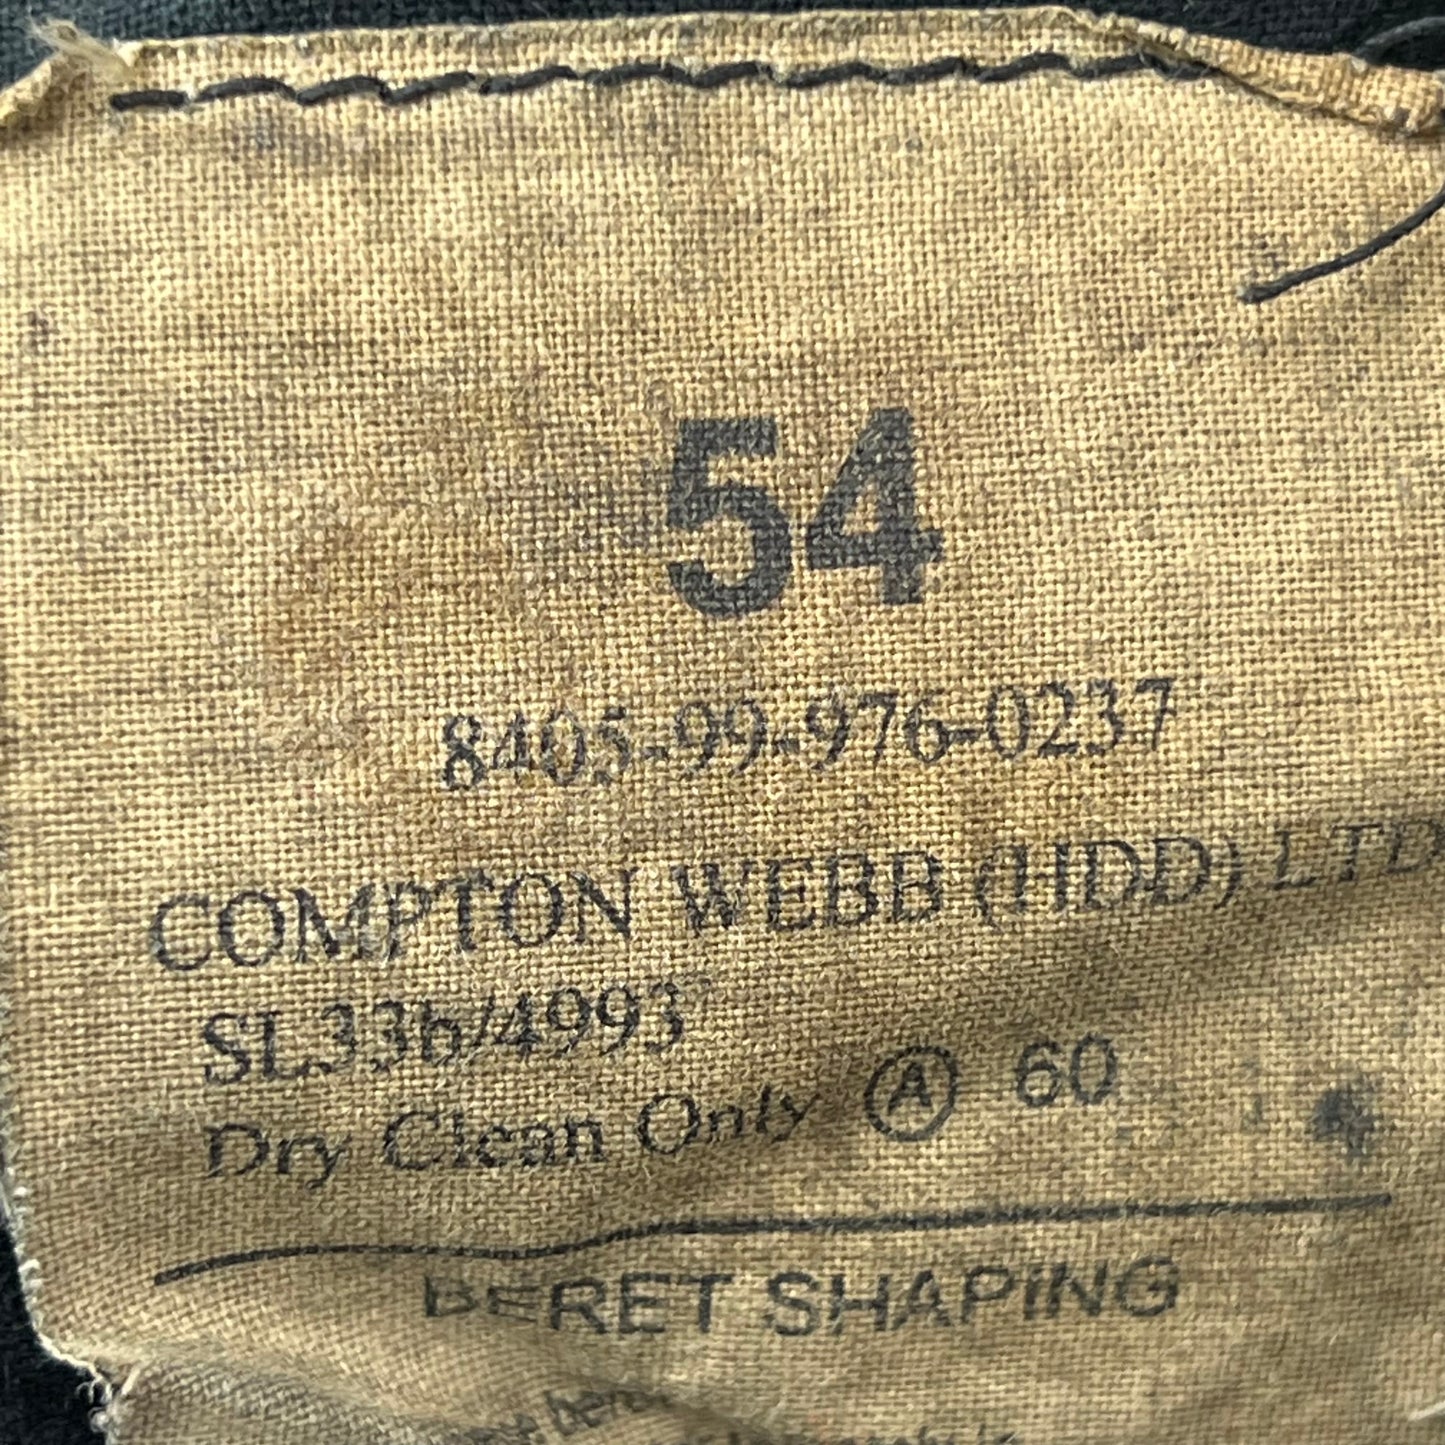 54
8405-99-976-0237
COMPTON WEBB (HDD) LTD
SL33b/4993
Dry Clean Only Ⓐ 60
BERET SHAPING